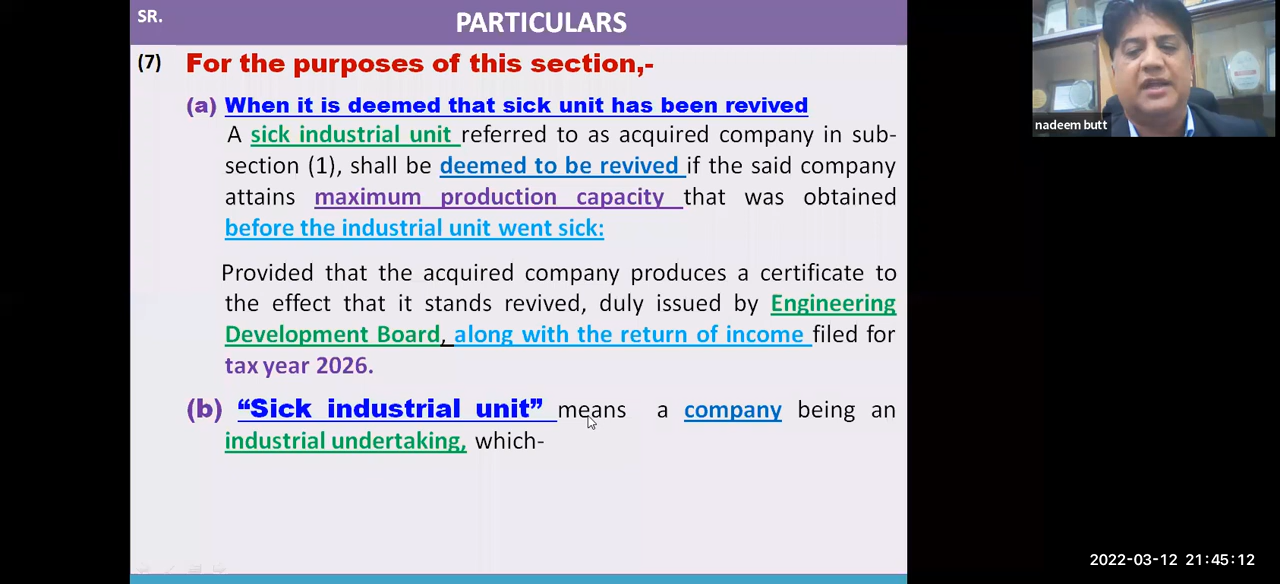 SR.
PARTICULARS
(7) For the purposes of this section,-
(a) When it is deemed that sick unit has been revived
A sick industrial unit referred to as acquired company in sub-
section (1), shall be deemed to be revived if the said company
attains maximum production capacity that was obtained
before the industrial unit went sick:
Provided that the acquired company produces a certificate to
the effect that it stands revived, duly issued by Engineering
Development Board, along with the return of income filed for
tax year 2026.
(b) “Sick industrial unit” means a company being an
industrial undertaking, which-
nadeem butt
2022-03-12 21:45:12